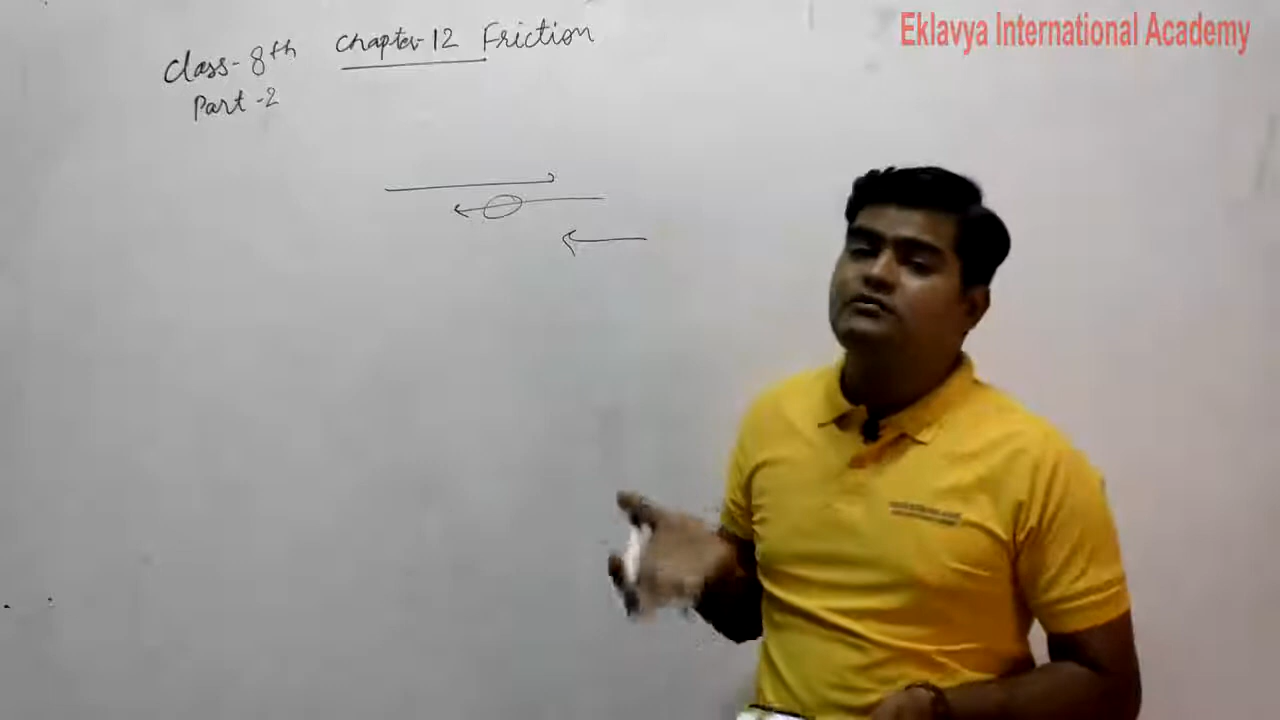 Eklavya International Academy
Class-8th Chapter-12 Friction
Part-2